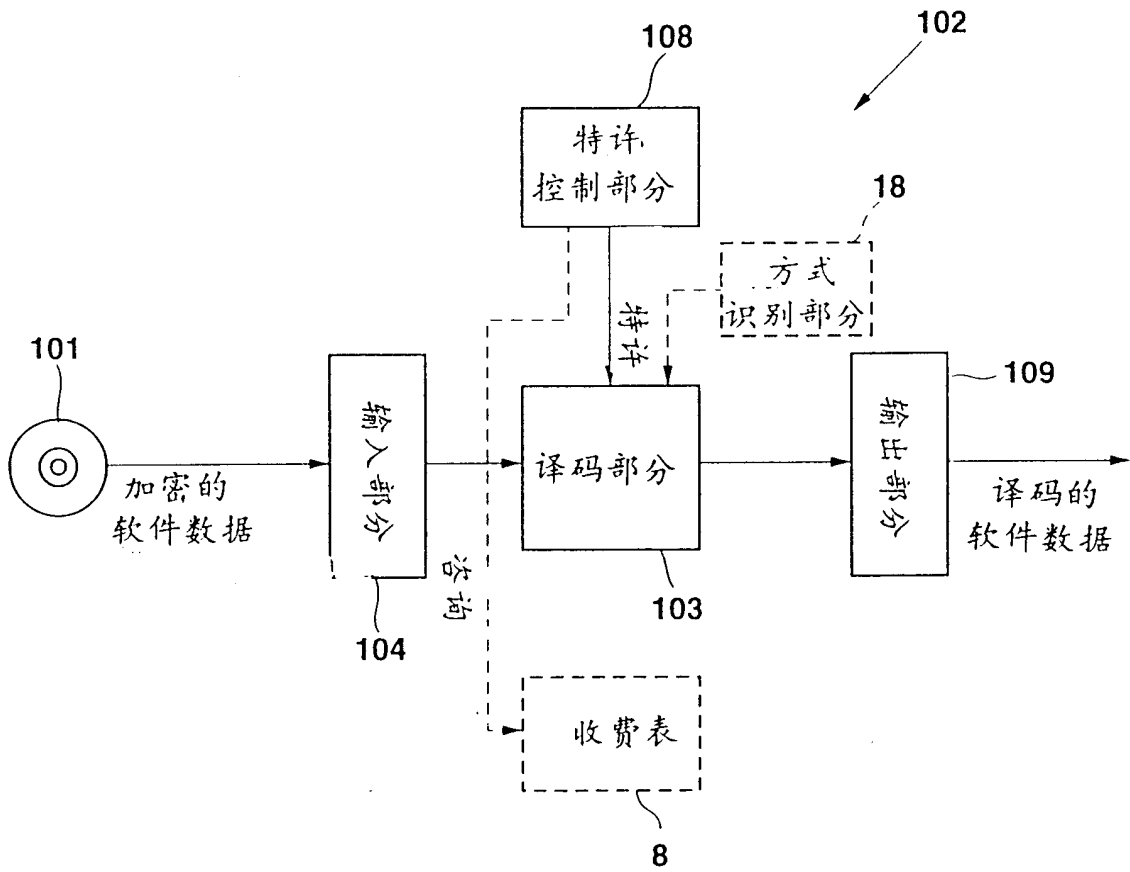 102
108
特许
控制部分
18
方式
识别部分
特许
101
109
输入部分
译码部分
输出部分
加密的
软件数据
译码的
软件数据
咨询
103
104
收费表
8